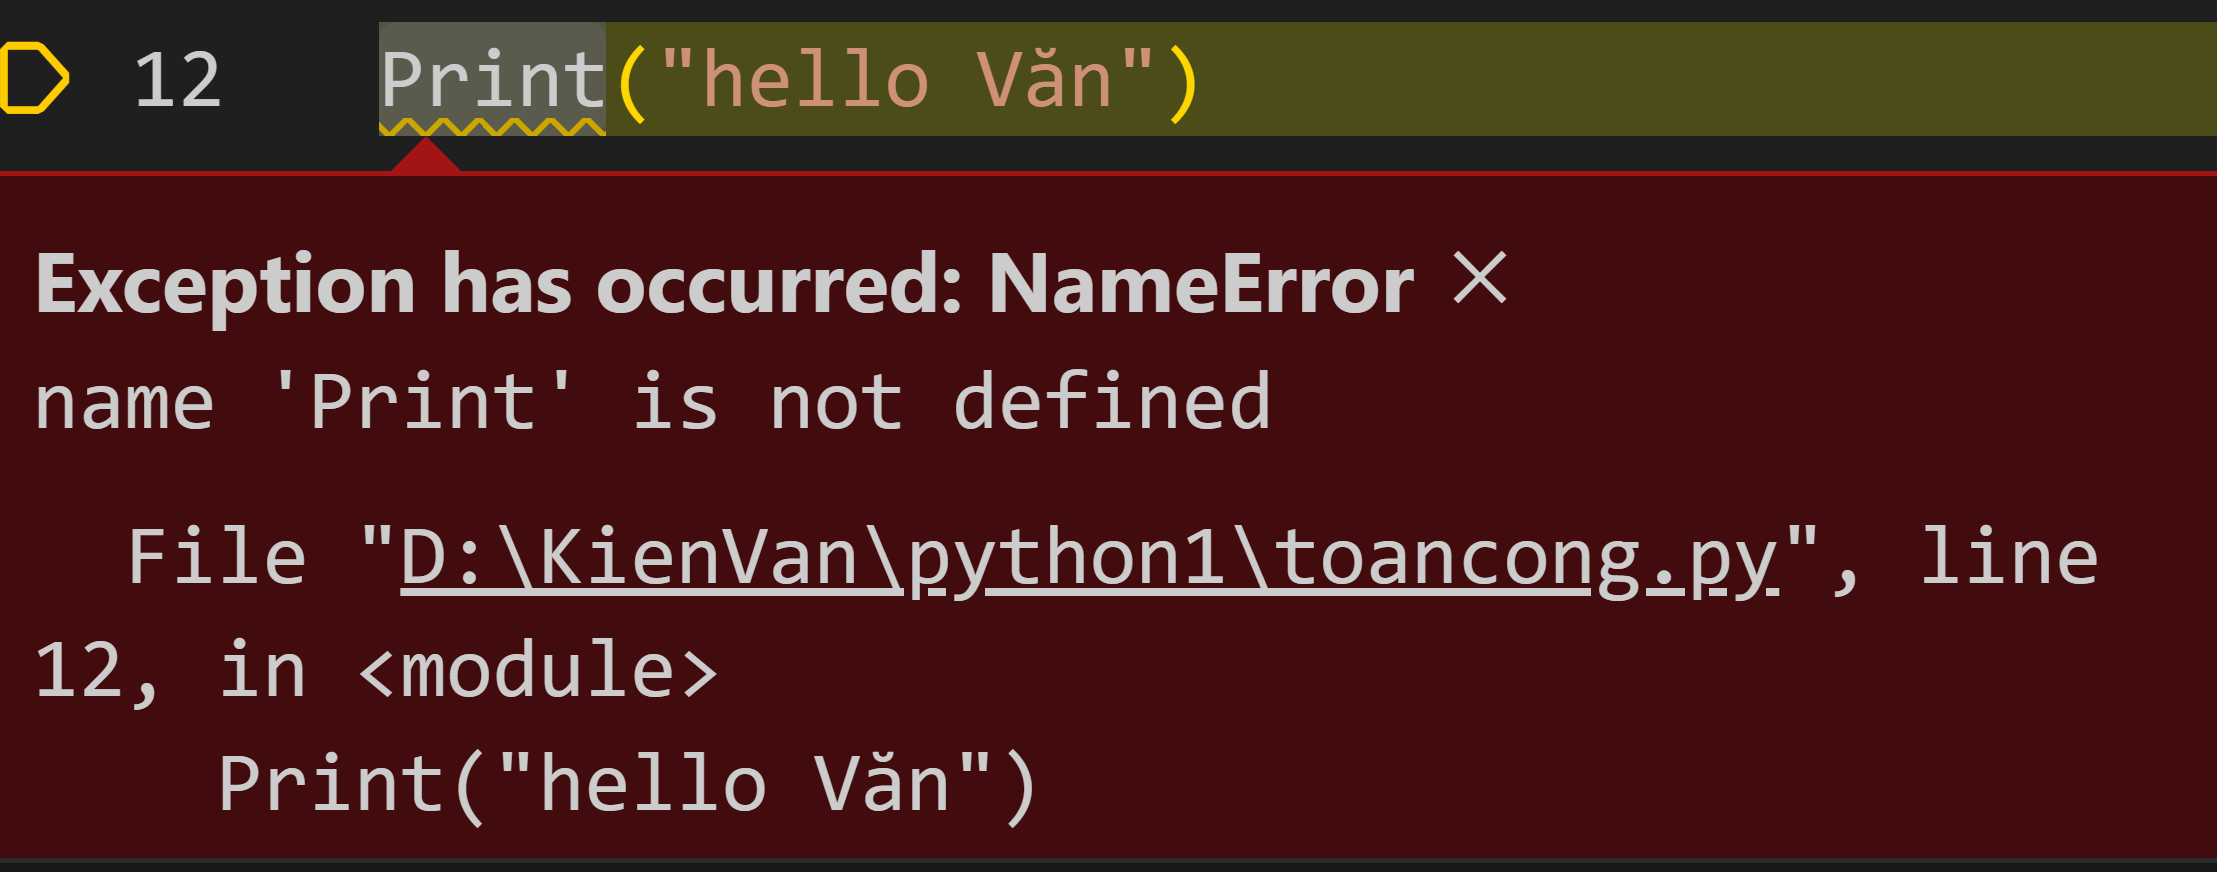 12 Print("hello Văn")
Exception has occurred: NameError ×
name 'Print' is not defined
File "D:\KienVan\python1\toancong.py", line
12, in <module>
Print("hello Văn")